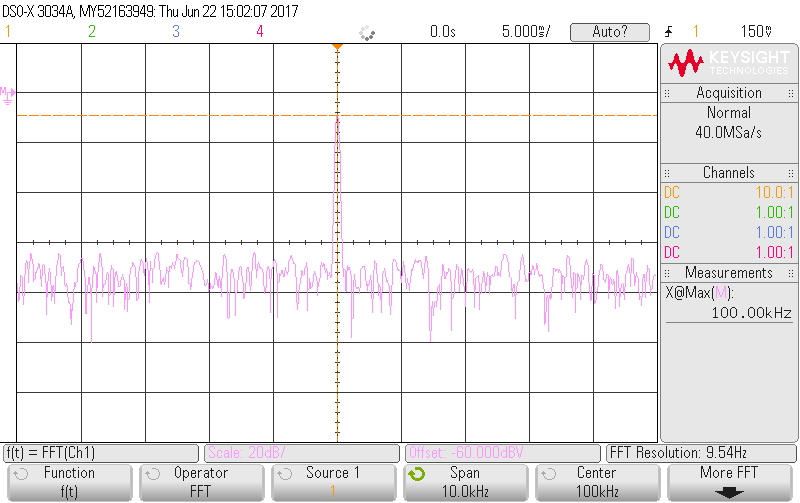 DSO-X 3034A, MY52163949: Thu Jun 22 15:02:07 2017
1 2 3 4 0.0s 5.000s/ Auto? 1 150V
M
KEYSIGHT
TECHNOLOGIES
Acquisition
Normal
40.0MSa/s
Channels
DC 10.0:1
DC 1.00:1
DC 1.00:1
DC 1.00:1
Measurements
X@Max(M):
100.00kHz
f(t) = FFT(Ch1) Scale: 20dB/ Offset: -60.000dBV FFT Resolution: 9.54Hz
Function Operator Source 1 Span Center More FFT
f(t) FFT 1 10.0kHz 100kHz